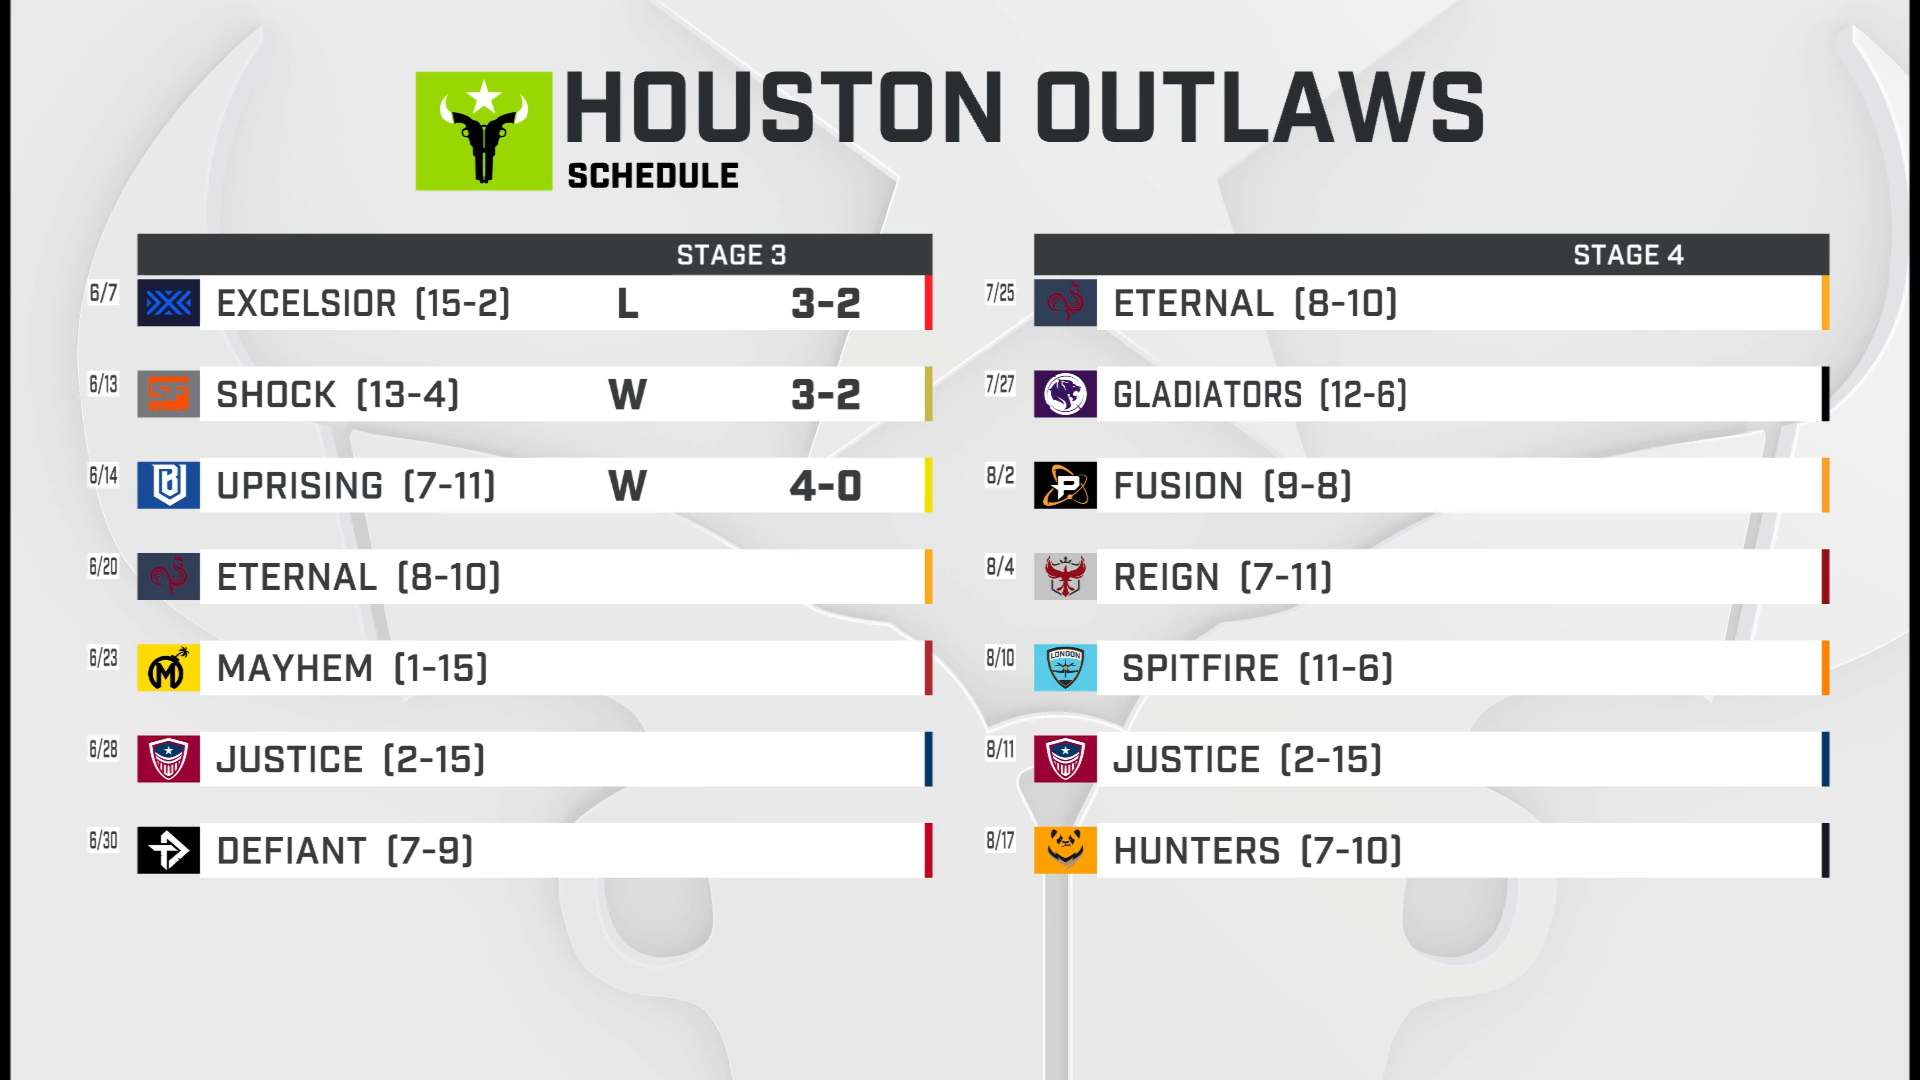 HOUSTON OUTLAWS
SCHEDULE
STAGE 3
6/7 EXCELSIOR (15-2) L 3-2
6/13 SF SHOCK (13-4) W 3-2
6/14 B UPRISING (7-11) W 4-0
6/20 ETERNAL (8-10)
6/23 M MAYHEM (1-15)
6/28 JUSTICE (2-15)
6/30 DEFIANT (7-9)
STAGE 4
7/25 ETERNAL (8-10)
7/27 GLADIATORS (12-6)
8/2 P FUSION (9-8)
8/4 REIGN (7-11)
8/10 LONDON SPITFIRE (11-6)
8/11 JUSTICE (2-15)
8/17 HUNTERS (7-10)